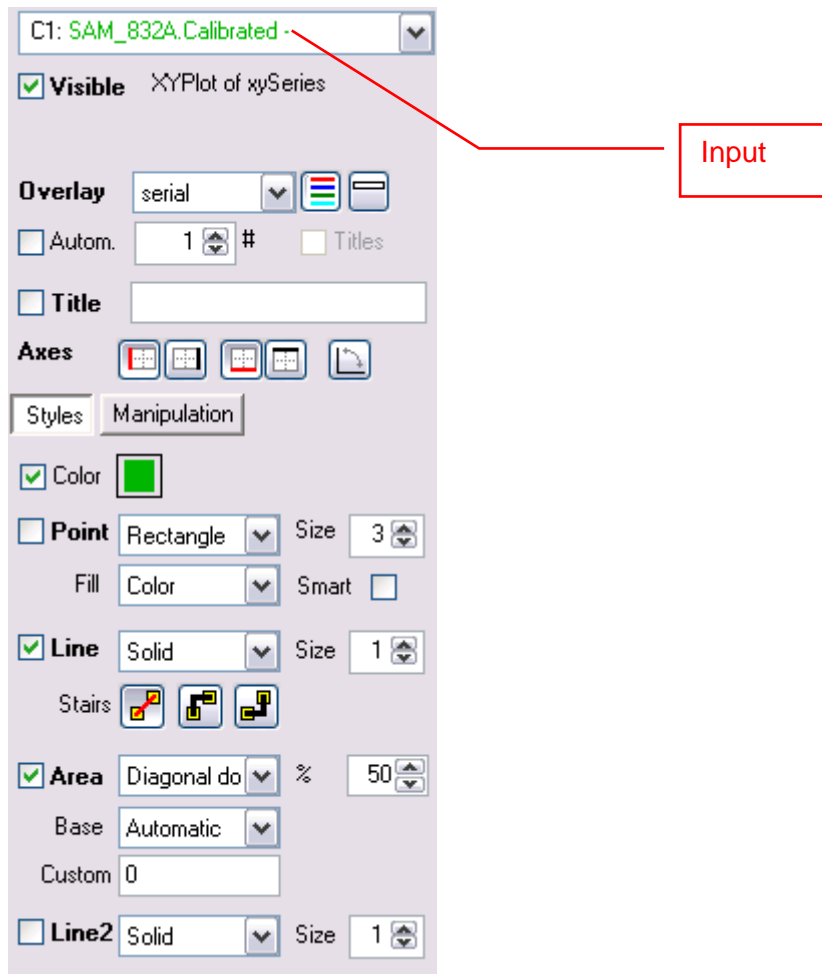 C1: SAM_832A.Calibrated -
Visible XYPlot of xySeries
Input
Overlay serial
Autom. 1 # Titles
Title
Axes
Styles Manipulation
Color
Point Rectangle Size 3
Fill Color Smart
Line Solid Size 1
Stairs
Area Diagonal do % 50
Base Automatic
Custom 0
Line2 Solid Size 1